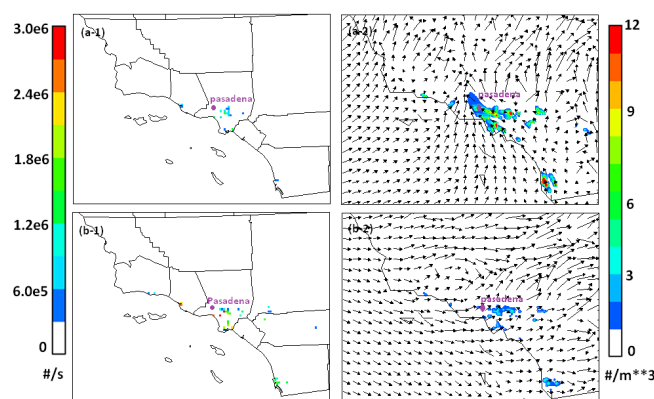 3.0e6
2.4e6
1.8e6
1.2e6
6.0e5
0
#/s
(a-1)
pasadena
(a-2)
pasadena
12
9
6
3
0
#/m**3
(b-1)
Pasadena
(b-2)
pasadena